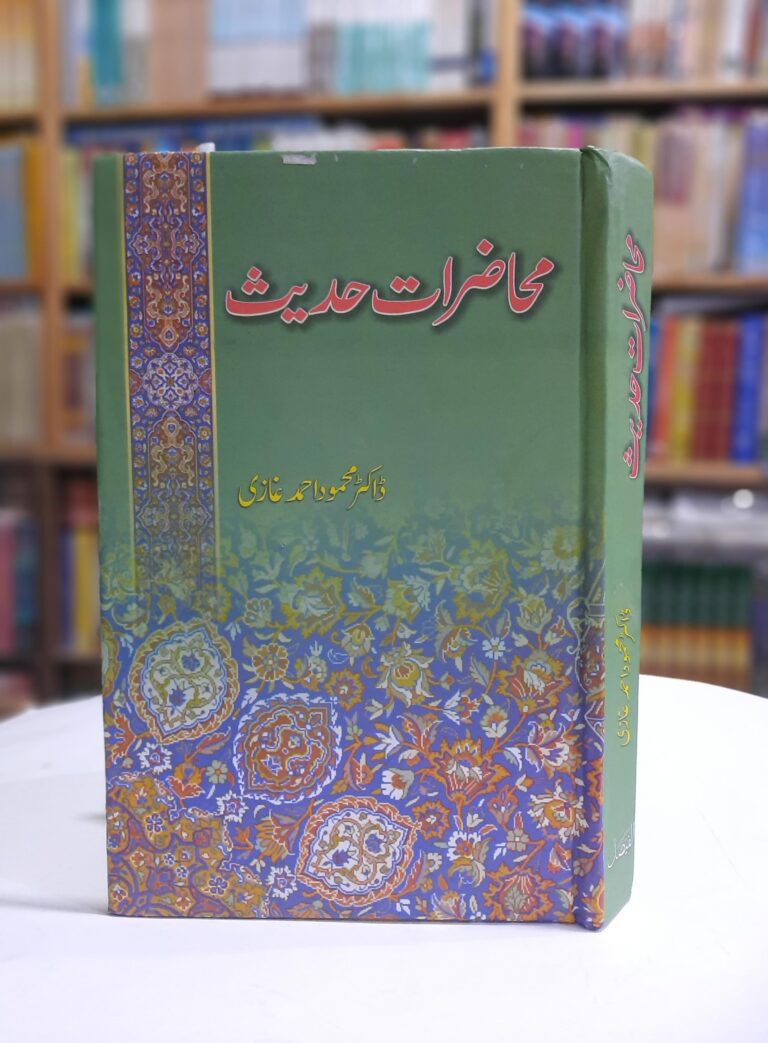 محاضرات حدیث
ڈاکٹر محمود احمد غازی
محاضرات حدیث
ڈاکٹر محمود احمد غازی
الفیصل